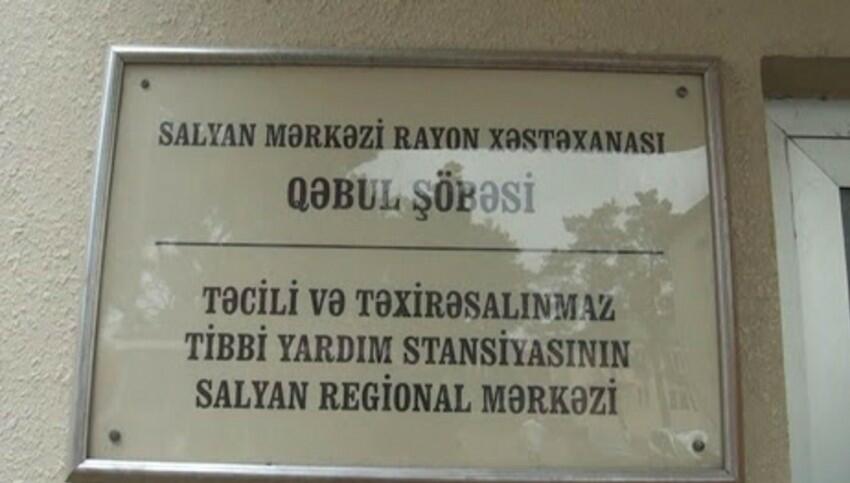 SALYAN MƏRKƏZİ RAYON XƏSTƏXANASI
QƏBUL ŞÖBƏSİ
TƏCİLİ VƏ TƏXİRƏSALINMAZ
TİBBİ YARDIM STANSİYASININ
SALYAN REGİONAL MƏRKƏZİ